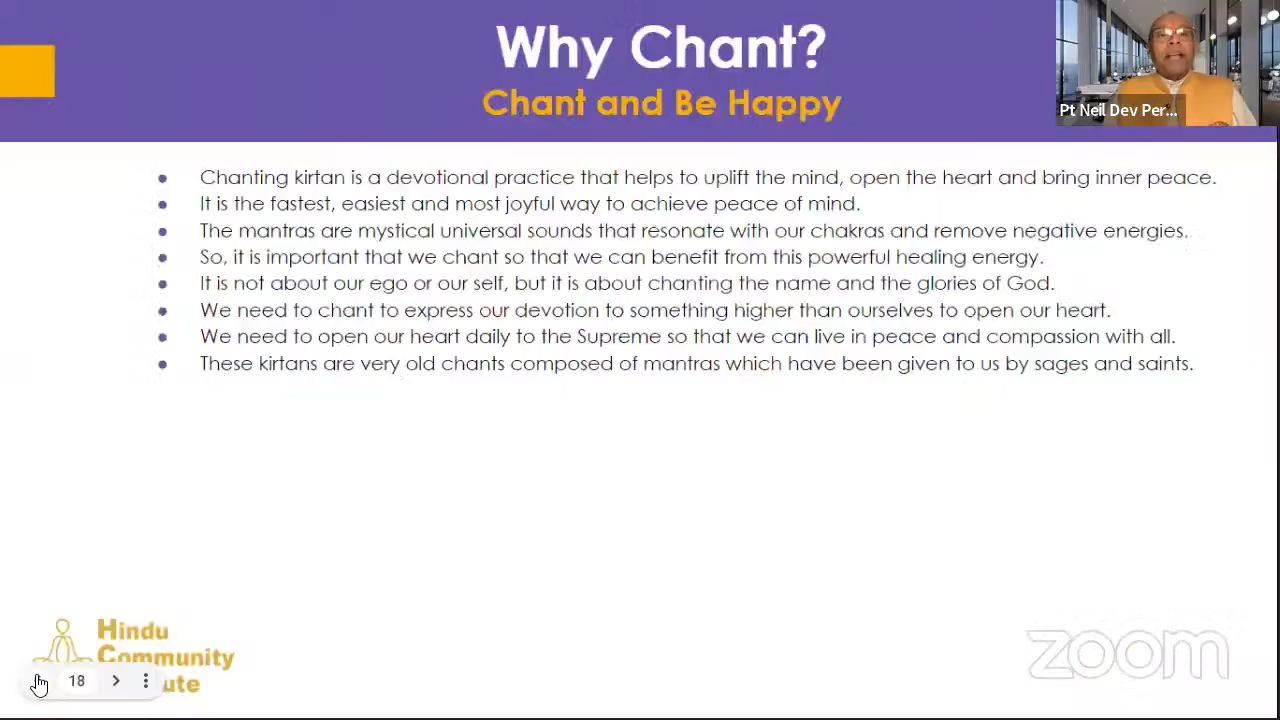 Why Chant?
Chant and Be Happy
Pt Neil Dev Per...
• Chanting kirtan is a devotional practice that helps to uplift the mind, open the heart and bring inner peace.
• It is the fastest, easiest and most joyful way to achieve peace of mind.
• The mantras are mystical universal sounds that resonate with our chakras and remove negative energies.
• So, it is important that we chant so that we can benefit from this powerful healing energy.
• It is not about our ego or our self, but it is about chanting the name and the glories of God.
• We need to chant to express our devotion to something higher than ourselves to open our heart.
• We need to open our heart daily to the Supreme so that we can live in peace and compassion with all.
• These kirtans are very old chants composed of mantras which have been given to us by sages and saints.
Hindu
Community
ute
18
zoom